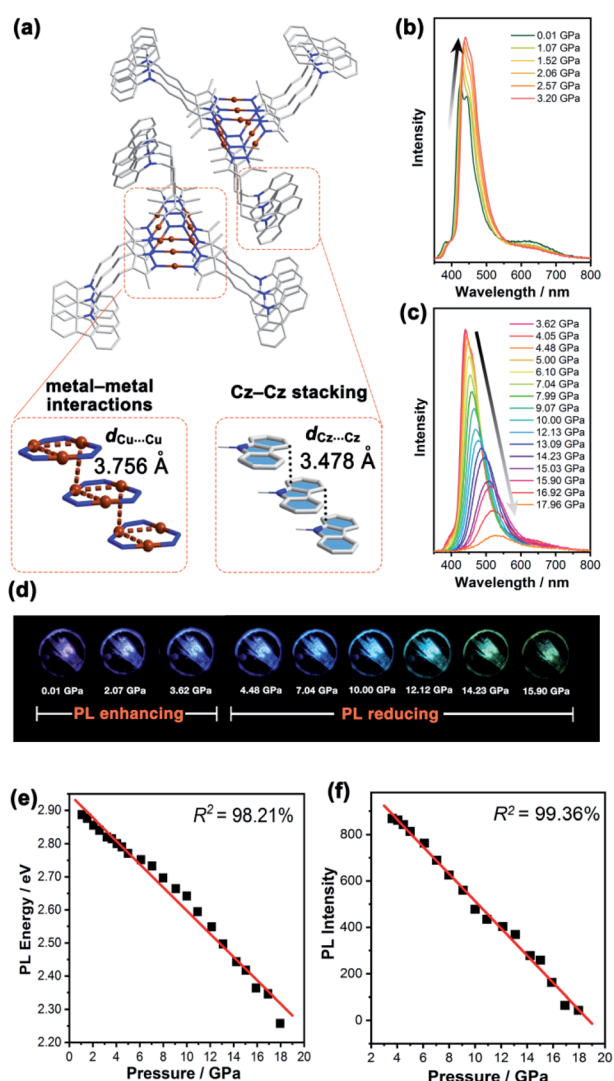 (a)
metal–metal
interactions
dCu...Cu
3.756 Å
Cz–Cz stacking
dCz...Cz
3.478 Å
(b)
Intensity
0.01 GPa
1.07 GPa
1.52 GPa
2.06 GPa
2.57 GPa
3.20 GPa
400 500 600 700 800
Wavelength / nm
(c)
Intensity
3.62 GPa
4.05 GPa
4.48 GPa
5.00 GPa
6.10 GPa
7.04 GPa
7.99 GPa
9.07 GPa
10.00 GPa
12.13 GPa
13.09 GPa
14.23 GPa
15.03 GPa
15.90 GPa
16.92 GPa
17.96 GPa
400 500 600 700 800
Wavelength / nm
(d)
0.01 GPa 2.07 GPa 3.62 GPa 4.48 GPa 7.04 GPa 10.00 GPa 12.12 GPa 14.23 GPa 15.90 GPa
PL enhancing PL reducing
(e)
R² = 98.21%
PL Energy / eV
2.90
2.80
2.70
2.60
2.50
2.40
2.30
2.20
0 2 4 6 8 10 12 14 16 18 20
Pressure / GPa
(f)
R² = 99.36%
PL Intensity
800
600
400
200
0
2 4 6 8 10 12 14 16 18 20
Pressure / GPa